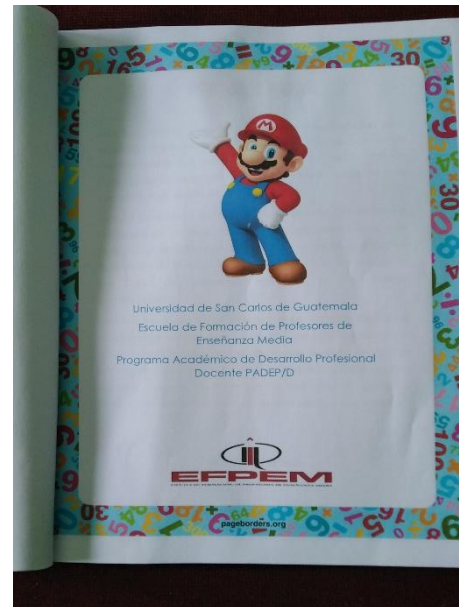 Universidad de San Carlos de Guatemala
Escuela de Formación de Profesores de
Enseñanza Media
Programa Académico de Desarrollo Profesional
Docente PADEP/D
EFPEM
pageborders.org